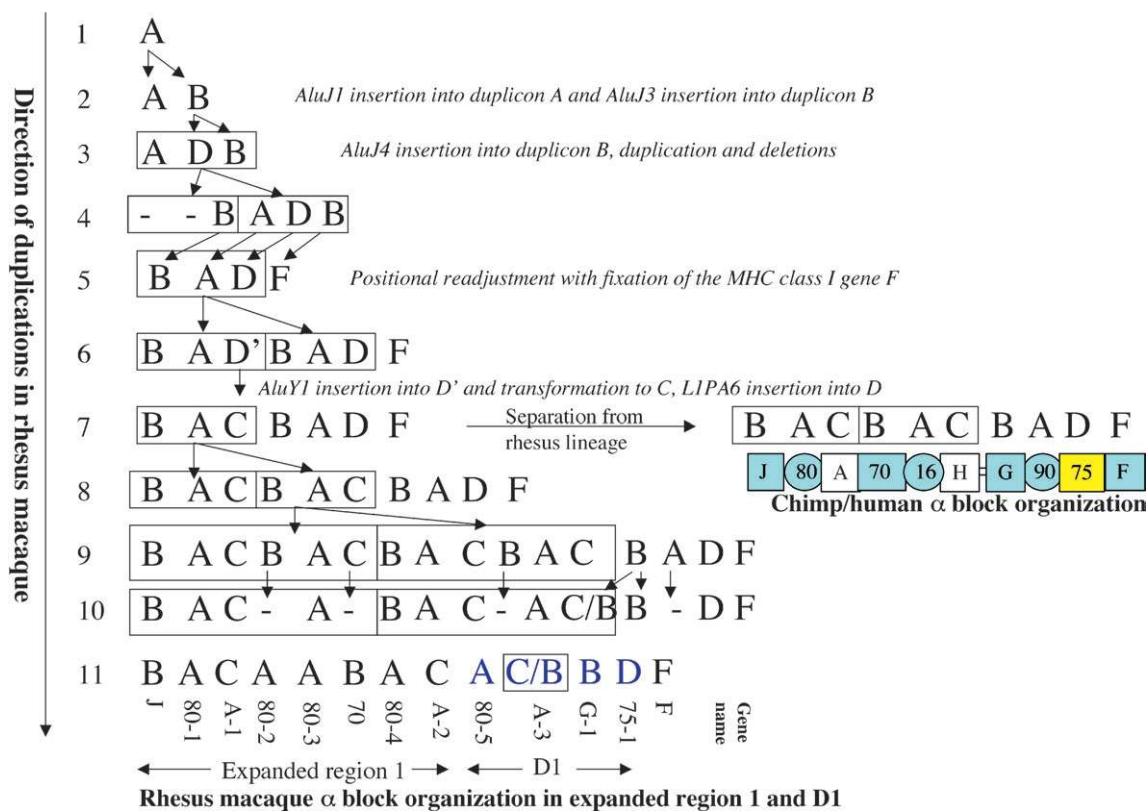 Direction of duplications in rhesus macaque
1 A
2 A B AluJ1 insertion into duplicon A and AluJ3 insertion into duplicon B
3 A D B AluJ4 insertion into duplicon B, duplication and deletions
4 - - B A D B
5 B A D F Positional readjustment with fixation of the MHC class I gene F
6 B A D' B A D F
AluY1 insertion into D' and transformation to C, L1PA6 insertion into D
7 B A C B A D F Separation from rhesus lineage B A C B A C B A D F
J 80 A 70 16 H G 90 75 F
Chimp/human α block organization
8 B A C B A C B A D F
9 B A C B A C B A C B A C B A D F
10 B A C - A - B A C - A C/B B - D F
11 B A C A A B A C A C/B B D F
J 80-1 A-1 80-2 80-3 70 80-4 A-2 80-5 A-3 G-1 75-1 F Gene name
Expanded region 1 D1
Rhesus macaque α block organization in expanded region 1 and D1